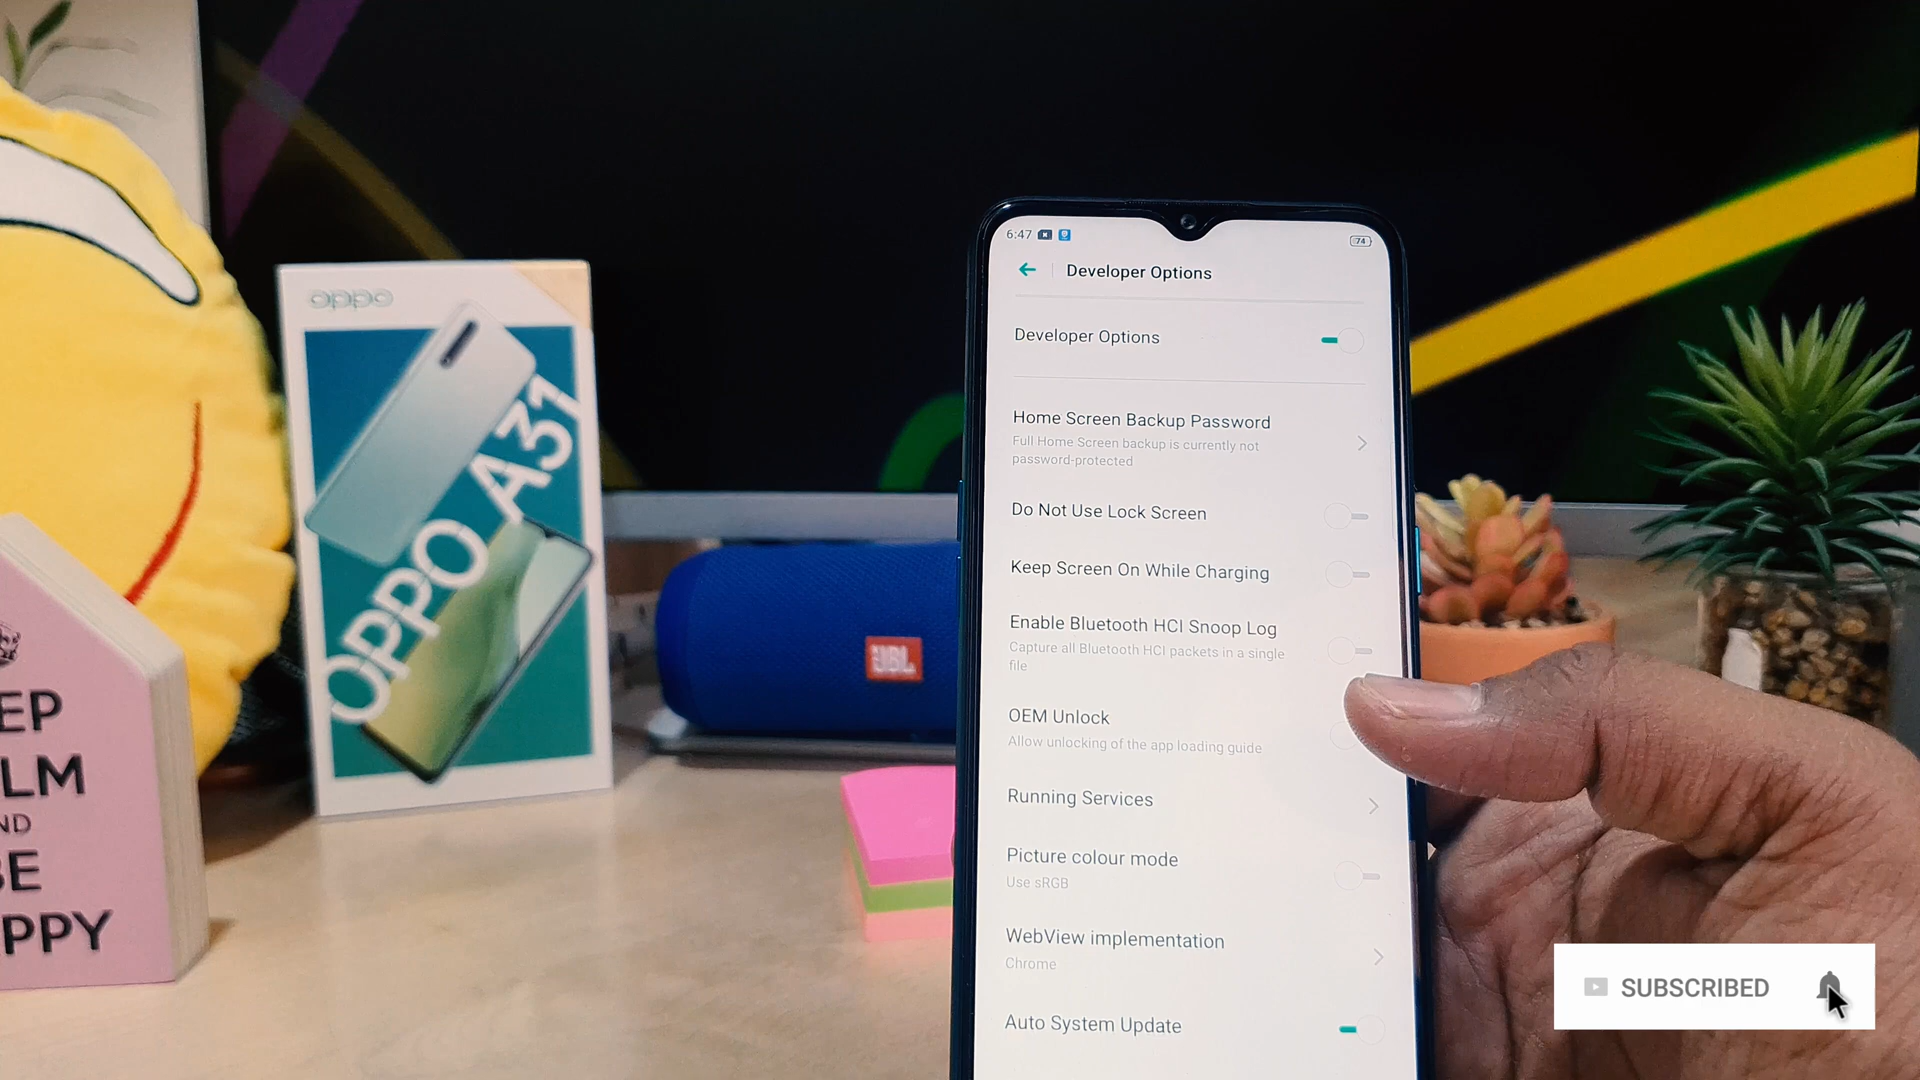 oppo
OPPO A31
JBL
EP
LM
ND
BE
PPY
6:47
74
Developer Options
Developer Options
Home Screen Backup Password
Full Home Screen backup is currently not
password-protected
Do Not Use Lock Screen
Keep Screen On While Charging
Enable Bluetooth HCI Snoop Log
Capture all Bluetooth HCI packets in a single
file
OEM Unlock
Allow unlocking of the app loading guide
Running Services
Picture colour mode
Use sRGB
WebView implementation
Chrome
Auto System Update
SUBSCRIBED